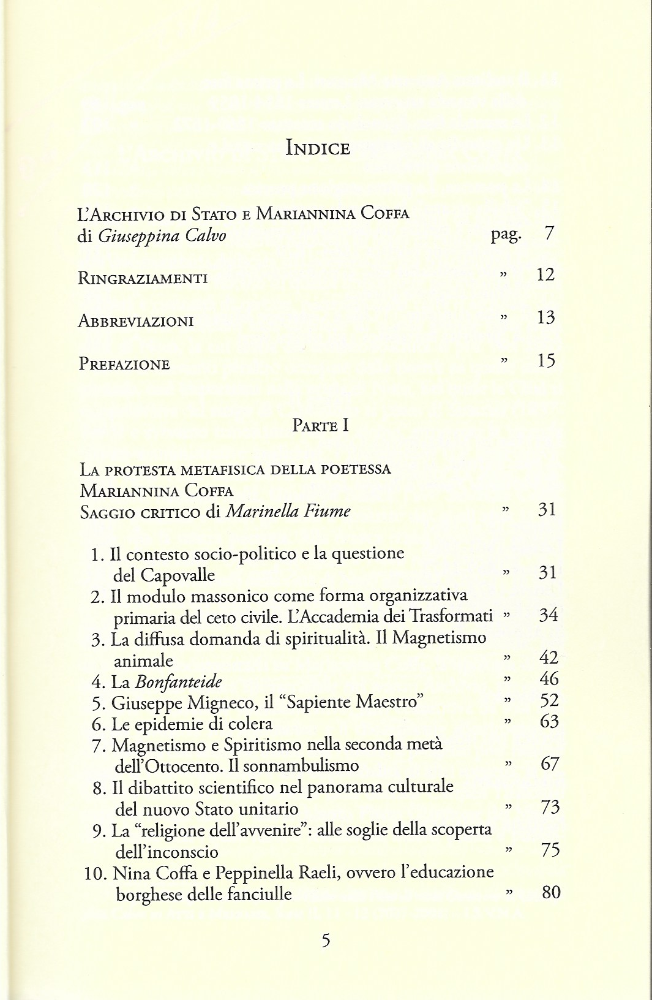 Indice
L'Archivio di Stato e Mariannina Coffa
di Giuseppina Calvo pag. 7
Ringraziamenti ” 12
Abbreviazioni ” 13
Prefazione ” 15
Parte I
La protesta metafisica della poetessa
Mariannina Coffa
Saggio critico di Marinella Fiume ” 31
1. Il contesto socio-politico e la questione
del Capovalle ” 31
2. Il modulo massonico come forma organizzativa
primaria del ceto civile. L'Accademia dei Trasformati ” 34
3. La diffusa domanda di spiritualità. Il Magnetismo
animale ” 42
4. La Bonfanteide ” 46
5. Giuseppe Migneco, il “Sapiente Maestro” ” 52
6. Le epidemie di colera ” 63
7. Magnetismo e Spiritismo nella seconda metà
dell'Ottocento. Il sonnambulismo ” 67
8. Il dibattito scientifico nel panorama culturale
del nuovo Stato unitario ” 73
9. La “religione dell'avvenire”: alle soglie della scoperta
dell'inconscio ” 75
10. Nina Coffa e Peppinella Raeli, ovvero l'educazione
borghese delle fanciulle ” 80
5